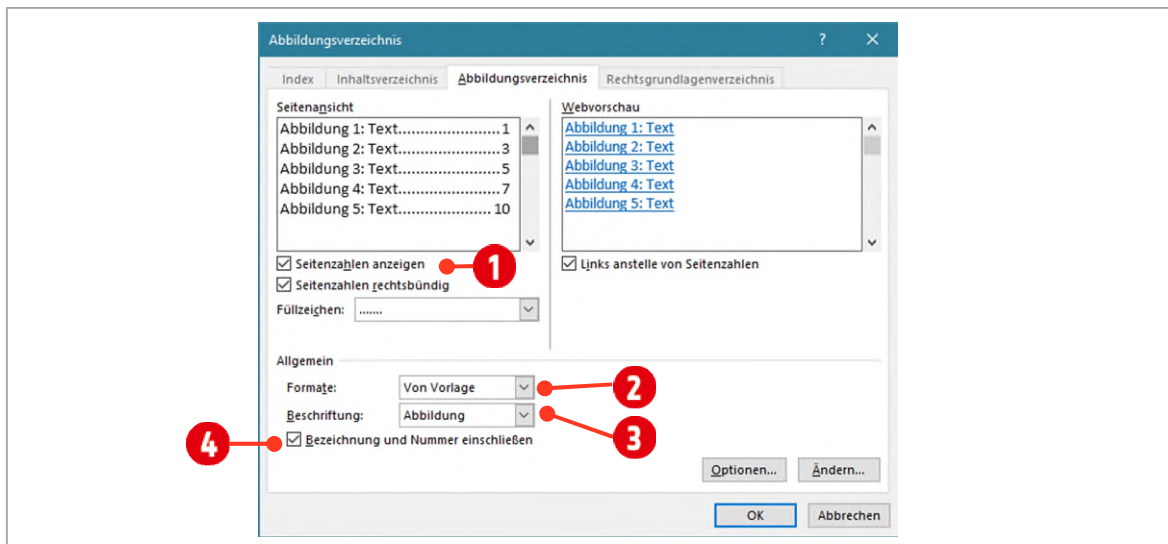 Abbildungsverzeichnis ? ×
Index Inhaltsverzeichnis Abbildungsverzeichnis Rechtsgrundlagenverzeichnis
Seitenansicht
Abbildung 1: Text..........................1
Abbildung 2: Text..........................3
Abbildung 3: Text..........................5
Abbildung 4: Text..........................7
Abbildung 5: Text....................... 10
Seitenzahlen anzeigen
1
Seitenzahlen rechtsbündig
Füllzeichen: .......
Webvorschau
Abbildung 1: Text
Abbildung 2: Text
Abbildung 3: Text
Abbildung 4: Text
Abbildung 5: Text
Links anstelle von Seitenzahlen
Allgemein
Formate: Von Vorlage 2
Beschriftung: Abbildung 3
4 Bezeichnung und Nummer einschließen
Optionen... Ändern...
OK Abbrechen